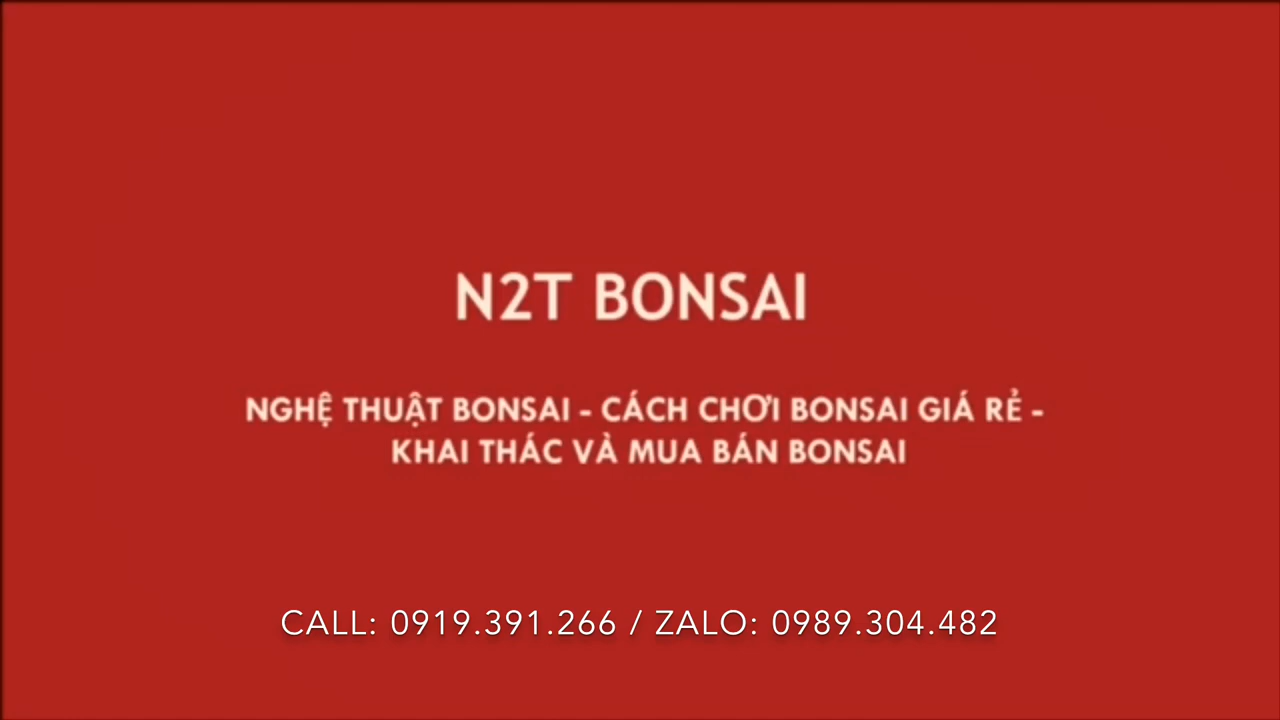 N2T BONSAI
NGHỆ THUẬT BONSAI - CÁCH CHƠI BONSAI GIÁ RẺ -
KHAI THÁC VÀ MUA BÁN BONSAI
CALL: 0919.391.266 / ZALO: 0989.304.482